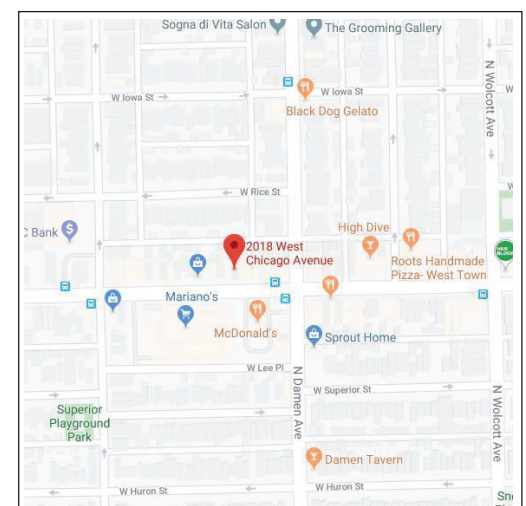 Sogna di Vita Salon
The Grooming Gallery
N Wolcott Ave
W Iowa St
W Iowa St
Black Dog Gelato
W Rice St
C Bank
$
High Dive
2018 West
Chicago Avenue
Roots Handmade
Pizza- West Town
H&R
BLOCK
Mariano's
McDonald's
Sprout Home
W Lee Pl
N Damen Ave
W Superior St
N Wolcott Ave
Superior
Playground
Park
Damen Tavern
W Huron St
W Huron St
Sn